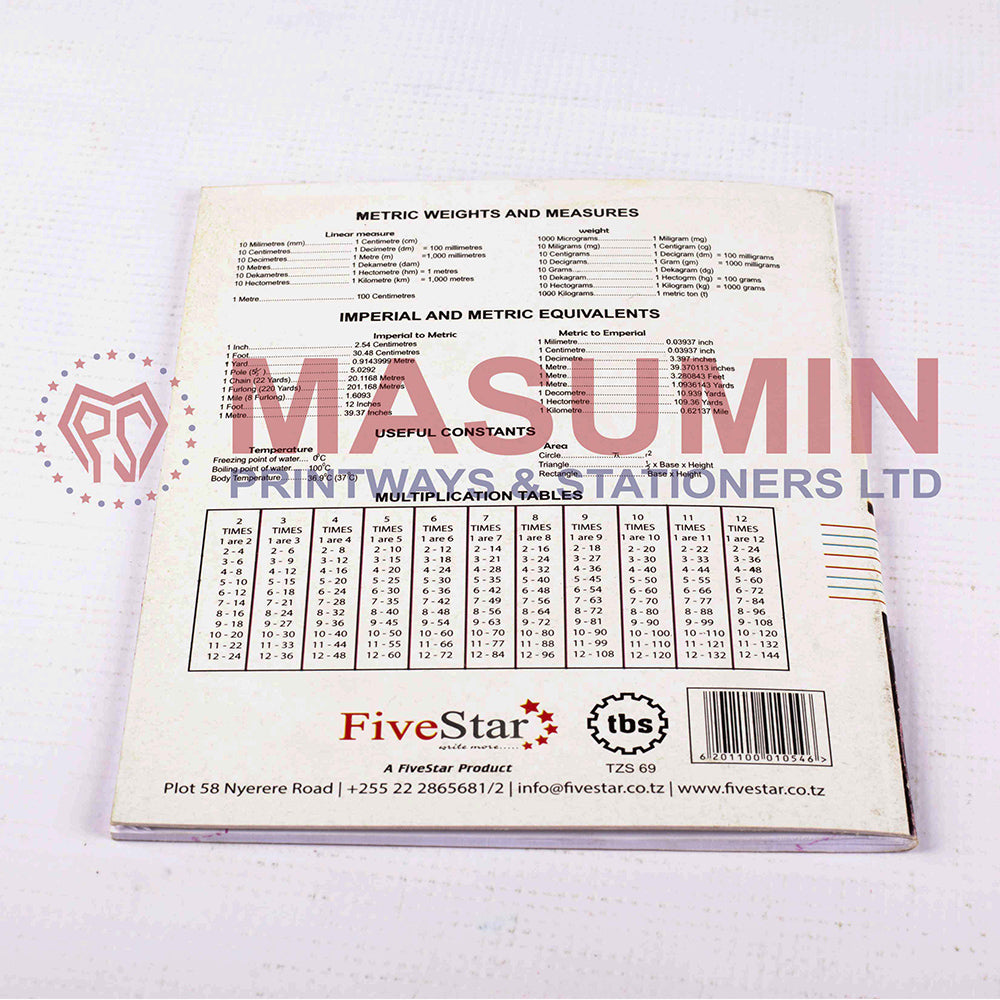 METRIC WEIGHTS AND MEASURES
Linear measure
10 Milimetres (mm)........ 1 Centimetre (cm)
10 Centimetres........ 1 Decimetre (dm) = 100 millimetres
10 Decimetres........ 1 Metre (m) =1,000 millimetres
10 Metres........ 1 Dekametre (dam)
10 Dekametres........ 1 Hectometre (hm) = 1 metres
10 Hectometres........ 1 Kilometre (km) = 1,000 metres
1 Metre........ 100 Centimetres
weight
1000 Micrograms........ 1 Miligram (mg)
10 Miligrams (mg)........ 1 Centigram (cg)
10 Centigrams........ 1 Decigram (dm) = 100 milligrams
10 Decigrams........ 1 Gram (gm) = 1000 milligrams
10 Grams........ 1 Dekagram (dg)
10 Dekagrams........ 1 Hectogrm (hg) = 100 grams
10 Hectograms........ 1 Kilogram (kg) = 1000 grams
1000 Kilograms........ 1 metric ton (t)
IMPERIAL AND METRIC EQUIVALENTS
Imperial to Metric
1 Inch........ 2.54 Centimetres
1 Foot........ 30.48 Centimetres
1 Yard........ 0.9143999 Metre
1 Pole ........ 5.0292
1 Chain (22 Yards)........ 20.1168 Metres
1 Furlong (220 Yards)........ 201.168 Metres
1 Mile (8 Furlong)........ 1.6093
1 Foot........ 12 Inches
1 Metre........ 39.37 Inches
Metric to Emperial
1 Milimetre........ 0.03937 inch
1 Centimetre........ 0.03937 inch
1 Decimetre........ 3.397 inches
1 Metre........ 39.370113 inches
1 Metre........ 3.280843 Feet
1 Metre........ 1.0936143 Yards
1 Decometre........ 10.939 Yards
1 Hectometre........ 109.36 Yards
1 Kilometre........ 0.62137 Mile
MASUMIN
PRINTWAYS & STATIONERS LTD
USEFUL CONSTANTS
Temperature
Freezing point of water.... 0°C
Boiling point of water........ 100°C
Body Temperature........ 36.9°C (37°C)
Area
Circle........ π r²
Triangle........ ½ x Base x Height
Rectangle........ Base x Height
MULTIPLICATION TABLES
2 3 4 5 6 7 8 9 10 11 12
TIMES TIMES TIMES TIMES TIMES TIMES TIMES TIMES TIMES TIMES TIMES
1 are 2 1 are 3 1 are 4 1 are 5 1 are 6 1 are 7 1 are 8 1 are 9 1 are 10 1 are 11 1 are 12
2 - 4 2 - 6 2 - 8 2 - 10 2 - 12 2 - 14 2 - 16 2 - 18 2 - 20 2 - 22 2 - 24
3 - 6 3 - 9 3 - 12 3 - 15 3 - 18 3 - 21 3 - 24 3 - 27 3 - 30 3 - 33 3 - 36
4 - 8 4 - 12 4 - 16 4 - 20 4 - 24 4 - 28 4 - 32 4 - 36 4 - 40 4 - 44 4 - 48
5 - 10 5 - 15 5 - 20 5 - 25 5 - 30 5 - 35 5 - 40 5 - 45 5 - 50 5 - 55 5 - 60
6 - 12 6 - 18 6 - 24 6 - 30 6 - 36 6 - 42 6 - 48 6 - 54 6 - 60 6 - 66 6 - 72
7 - 14 7 - 21 7 - 28 7 - 35 7 - 42 7 - 49 7 - 56 7 - 63 7 - 70 7 - 77 7 - 84
8 - 16 8 - 24 8 - 32 8 - 40 8 - 48 8 - 56 8 - 64 8 - 72 8 - 80 8 - 88 8 - 96
9 - 18 9 - 27 9 - 36 9 - 45 9 - 54 9 - 63 9 - 72 9 - 81 9 - 90 9 - 99 9 - 108
10 - 20 10 - 30 10 - 40 10 - 50 10 - 60 10 - 70 10 - 80 10 - 90 10 - 100 10 - 110 10 - 120
11 - 22 11 - 33 11 - 44 11 - 55 11 - 66 11 - 77 11 - 88 11 - 99 11 - 110 11 - 121 11 - 132
12 - 24 12 - 36 12 - 48 12 - 60 12 - 72 12 - 84 12 - 96 12 - 108 12 - 120 12 - 132 12 - 144
FiveStar
write more.....
A FiveStar Product
tbs
TZS 69
6 201100 010546 >
Plot 58 Nyerere Road | +255 22 2865681/2 | info@fivestar.co.tz | www.fivestar.co.tz